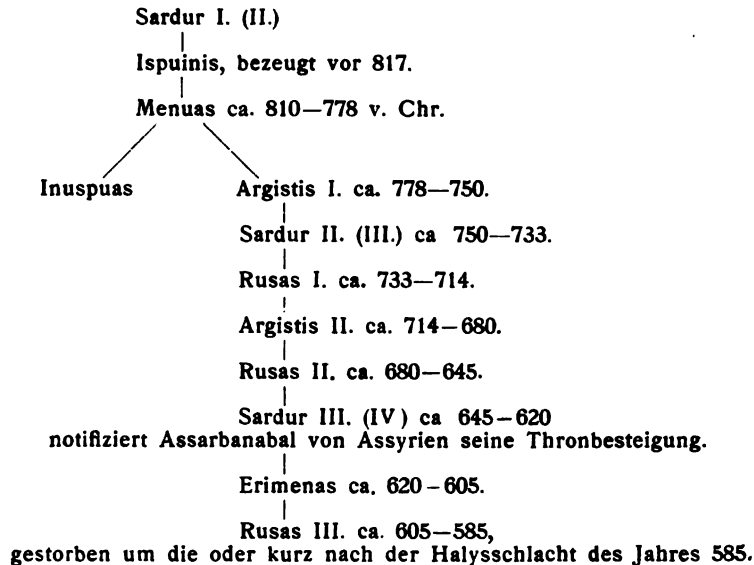 Sardur I. (II.)
Ispuinis, bezeugt vor 817.
Menuas ca. 810—778 v. Chr.
Inuspuas Argistis I. ca. 778—750.
Sardur II. (III.) ca 750—733.
Rusas I. ca. 733—714.
Argistis II. ca. 714–680.
Rusas II. ca. 680—645.
Sardur III. (IV) ca 645–620
notifiziert Assarbanabal von Assyrien seine Thronbesteigung.
Erimenas ca. 620–605.
Rusas III. ca. 605—585,
gestorben um die oder kurz nach der Halysschlacht des Jahres 585.